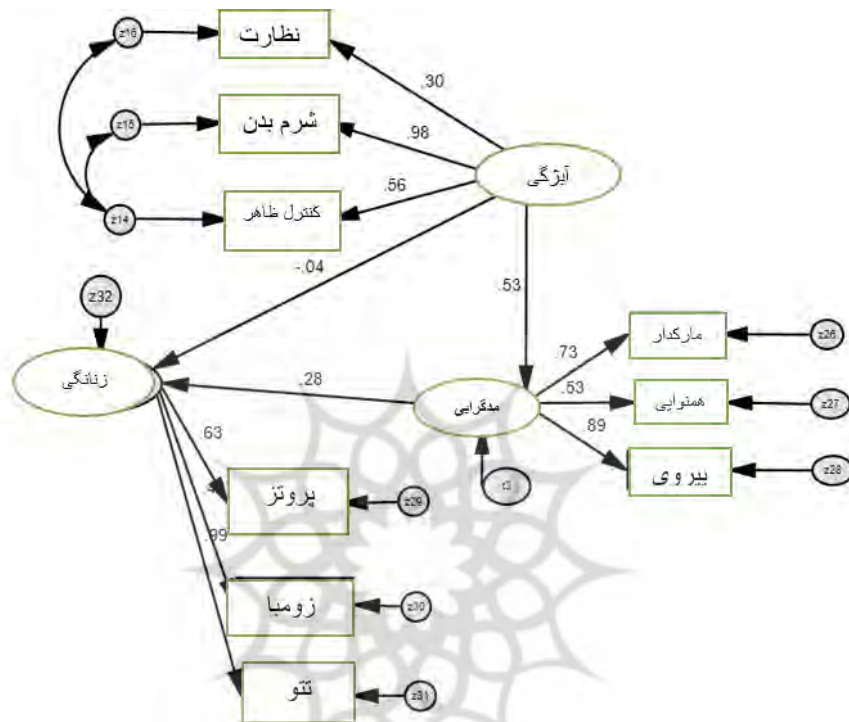 z16
نظارت
.30
z15
شرم بدن
.98
آبژگی
.56
کنترل ظاهر
z14
-.04
z32
.53
مارکدار
z26
.73
زنانگی
.28
مدگرایی
.53
همنوایی
z27
.63
.89
پیروی
z28
پروتز
z29
.99
زومبا
z30
تتو
z31